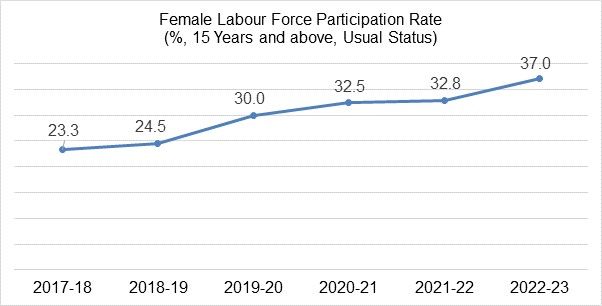 Female Labour Force Participation Rate
(%, 15 Years and above, Usual Status)
23.3
24.5
30.0
32.5
32.8
37.0
2017-18 2018-19 2019-20 2020-21 2021-22 2022-23